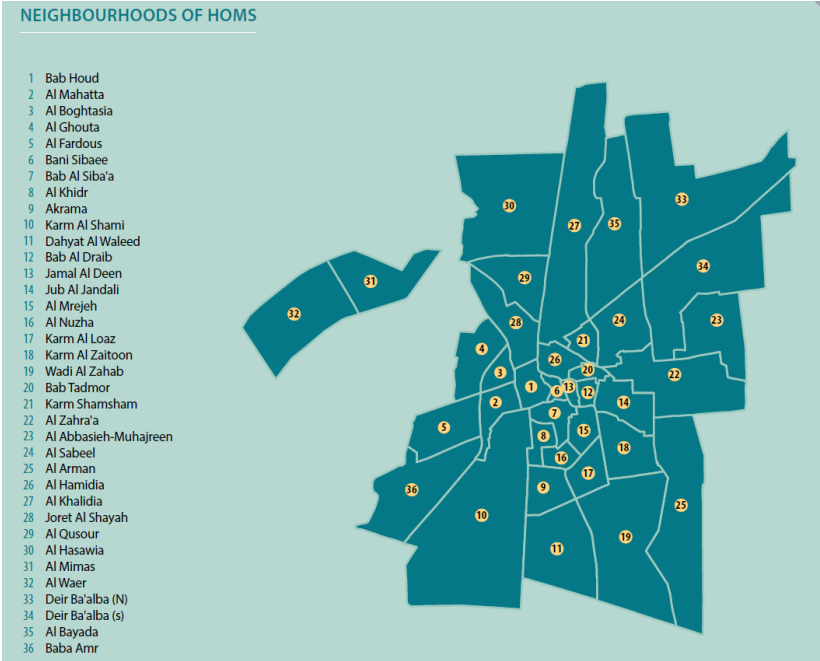 NEIGHBOURHOODS OF HOMS
1 Bab Houd
2 Al Mahatta
3 Al Boghtasia
4 Al Ghouta
5 Al Fardous
6 Bani Sibaee
7 Bab Al Siba'a
8 Al Khidr
9 Akrama
10 Karm Al Shami
11 Dahyat Al Waleed
12 Bab Al Draib
13 Jamal Al Deen
14 Jub Al Jandali
15 Al Mrejeh
16 Al Nuzha
17 Karm Al Loaz
18 Karm Al Zaitoon
19 Wadi Al Zahab
20 Bab Tadmor
21 Karm Shamsham
22 Al Zahra'a
23 Al Abbasieh-Muhajreen
24 Al Sabeel
25 Al Arman
26 Al Hamidia
27 Al Khalidia
28 Joret Al Shayah
29 Al Qusour
30 Al Hasawia
31 Al Mimas
32 Al Waer
33 Deir Ba'alba (N)
34 Deir Ba'alba (s)
35 Al Bayada
36 Baba Amr
30
33
27
35
34
29
31
32
28
24
23
21
4
26
20
3
22
1
6
13
12
2
14
7
5
15
8
18
16
17
36
9
25
10
19
11